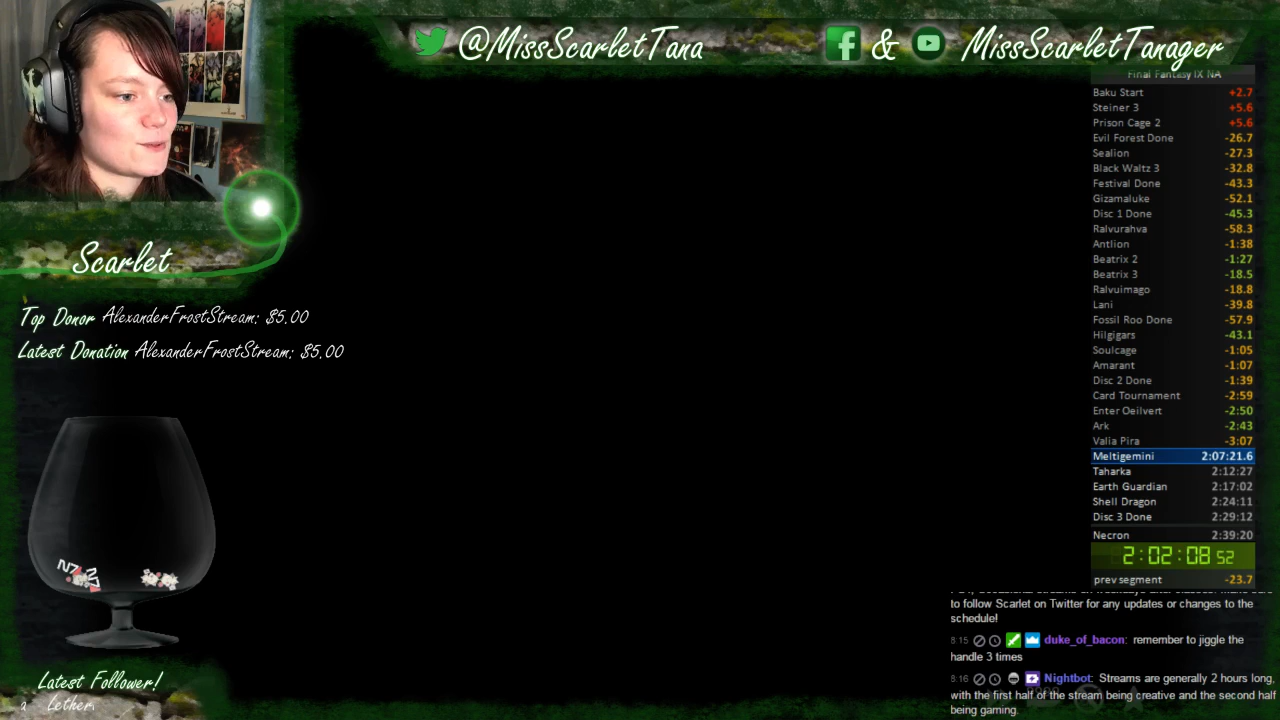 @MissScarletTana & MissScarletTanager
Scarlet
Top Donor AlexanderFrostStream: $5.00
Latest Donation AlexanderFrostStream: $5.00
N7
Latest Follower!
a Lether
Final Fantasy IX NA
Baku Start +2.7
Steiner 3 +5.6
Prison Cage 2 +5.6
Evil Forest Done -26.7
Sealion -27.3
Black Waltz 3 -32.8
Festival Done -43.3
Gizamaluke -52.1
Disc 1 Done -45.3
Ralvurahva -58.3
Antlion -1:38
Beatrix 2 -1:27
Beatrix 3 -18.5
Ralvuimago -18.8
Lani -39.8
Fossil Roo Done -57.9
Hilgigars -43.1
Soulcage -1:05
Amarant -1:07
Disc 2 Done -1:39
Card Tournament -2:59
Enter Oeilvert -2:50
Ark -2:43
Valia Pira -3:07
Meltigemini 2:07:21.6
Taharka 2:12:27
Earth Guardian 2:17:02
Shell Dragon 2:24:11
Disc 3 Done 2:29:12
Necron 2:39:20
2:02:08 52
prev segment -23.7
to follow Scarlet on Twitter for any updates or changes to the
schedule!
8:15 duke_of_bacon: remember to jiggle the
handle 3 times
8:16 Nightbot: Streams are generally 2 hours long,
with the first half of the stream being creative and the second half
being gaming.